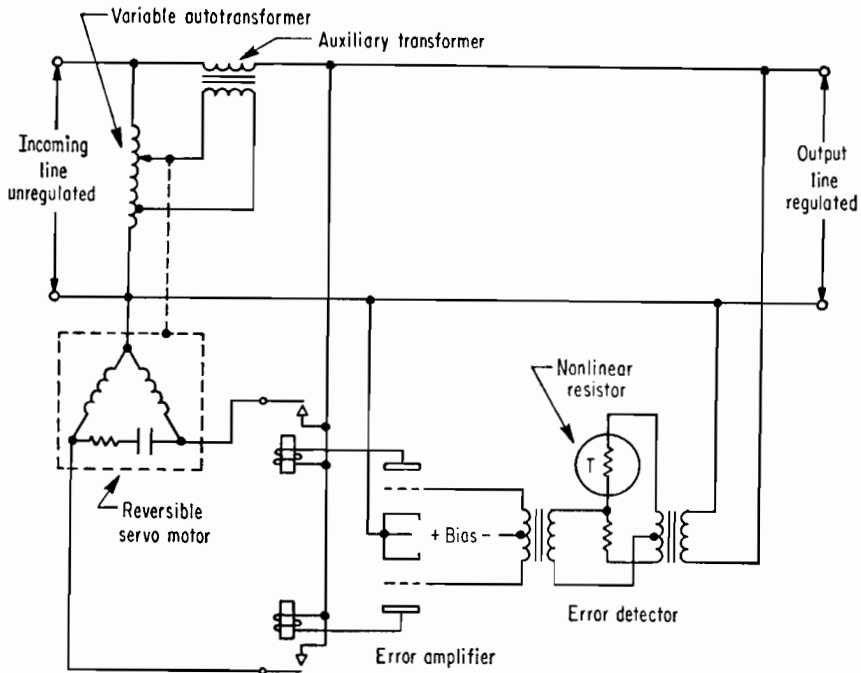 Variable autotransformer
Auxiliary transformer
Incoming
line
unregulated
Output
line
regulated
Nonlinear
resistor
T
+ Bias -
Reversible
servo motor
Error detector
Error amplifier